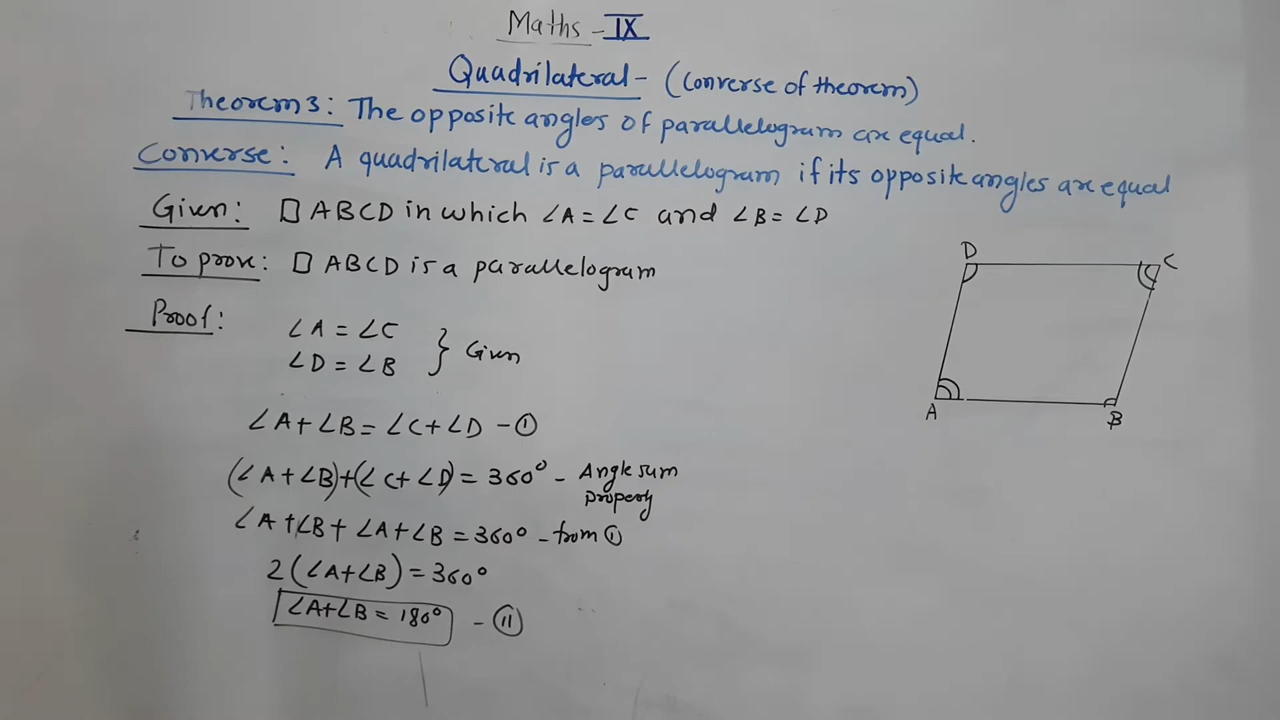 Maths - IX
Quadrilateral - (Converse of theorem)
Theorem 3: The opposite angles of parallelogram are equal.
Converse: A quadrilateral is a parallelogram if its opposite angles are equal
Given: □ ABCD in which ∠A = ∠C and ∠B = ∠D
To prove: □ ABCD is a parallelogram
Proof:
∠A = ∠C
∠D = ∠B } Given
∠A + ∠B = ∠C + ∠D - ①
(∠A + ∠B) + (∠C + ∠D) = 360° - Angle sum
property
∠A + ∠B + ∠A + ∠B = 360° - from ①
2(∠A + ∠B) = 360°
∠A + ∠B = 180° - ⑪
D
C
A
B